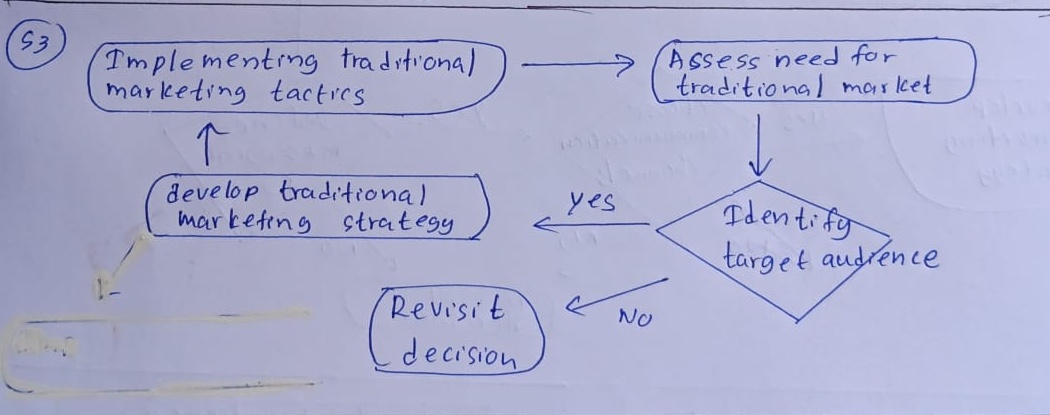 53
Implementing traditional
marketing tactics
Assess need for
traditional market
develop traditional
marketing strategy
yes
Identify
target audience
No
Revisit
decision